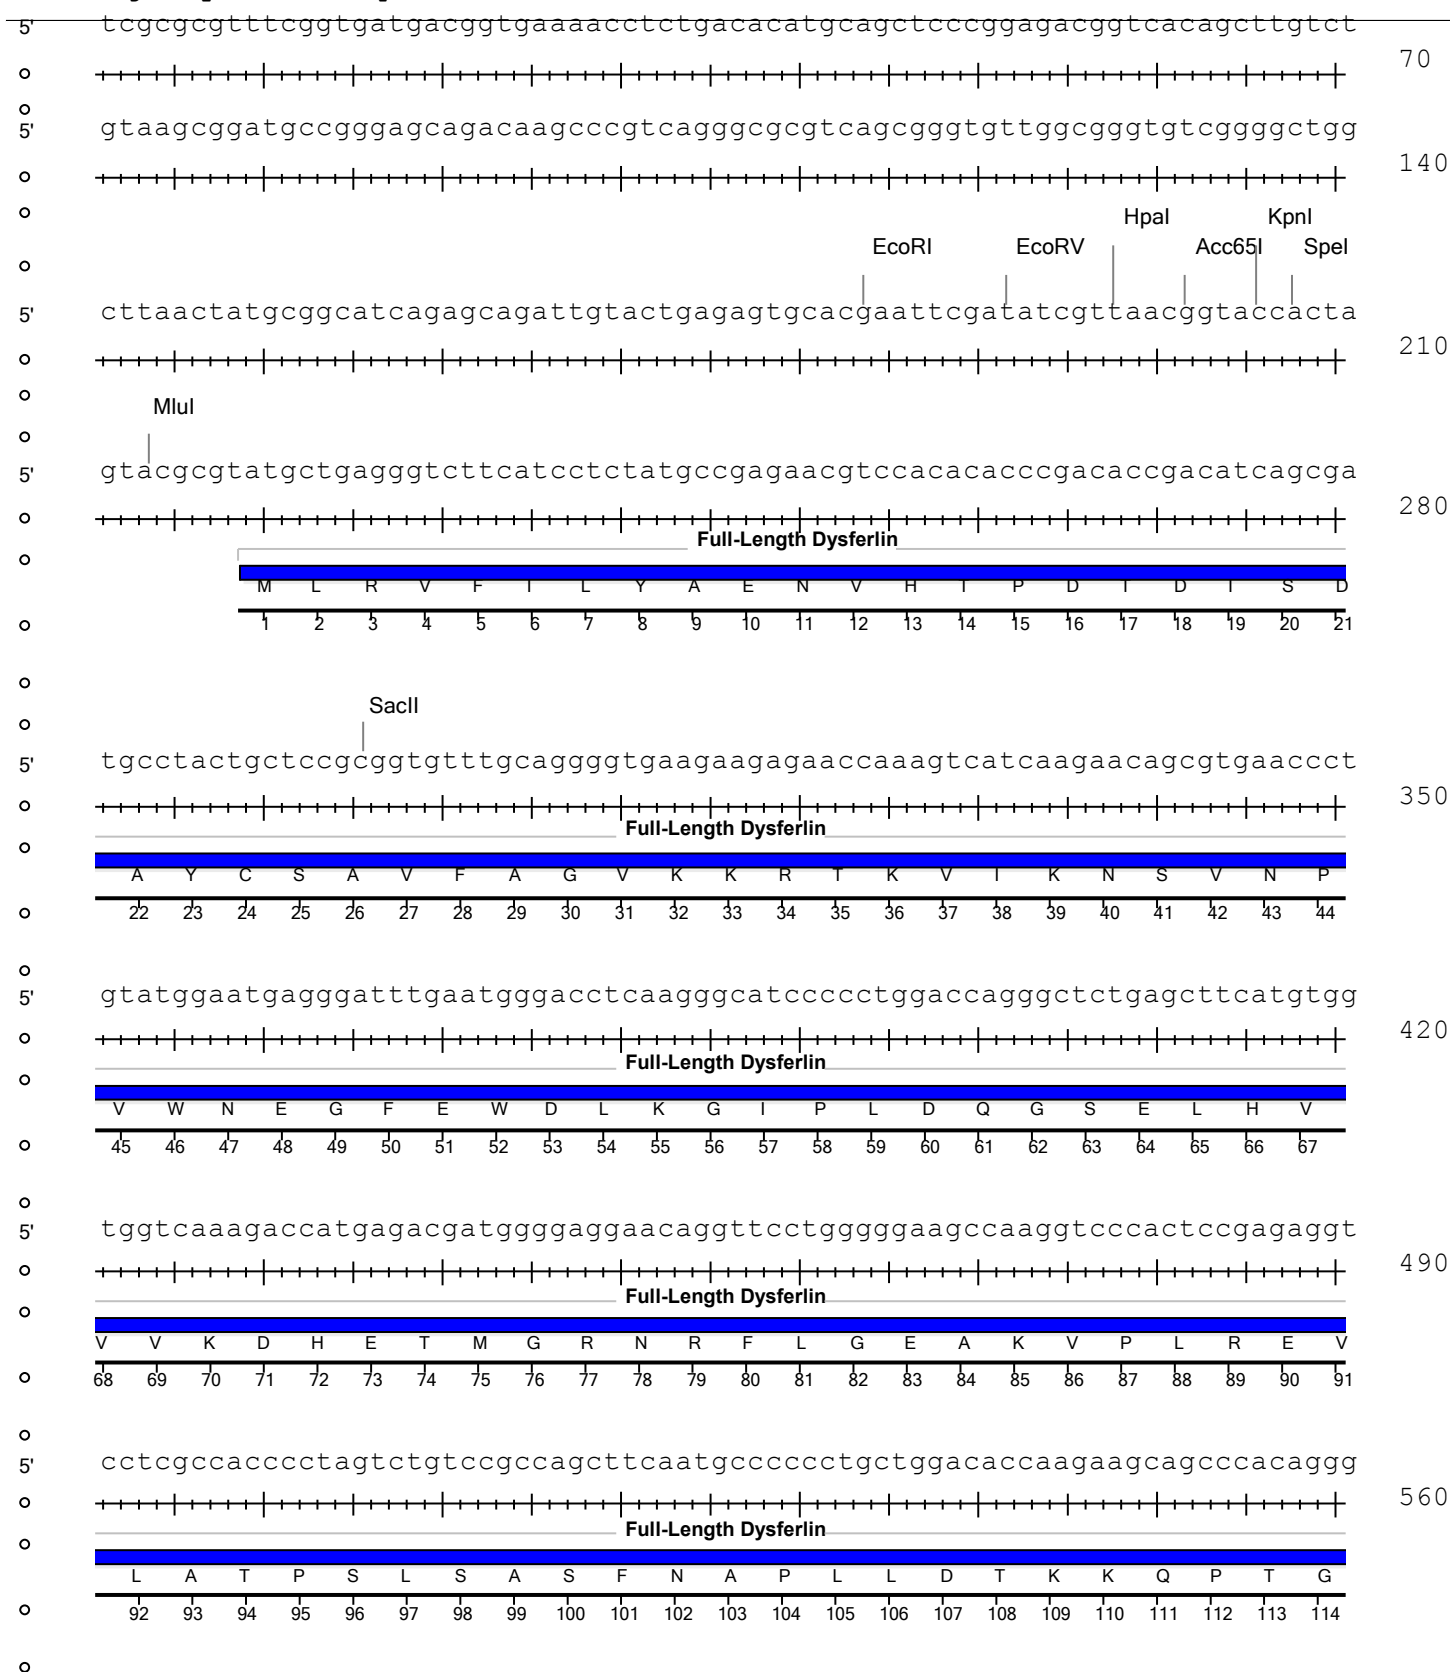 5' tcgcgcgtttcggtgatgacggtgaaaacctctgacacatgcagctcccggagacggtcacagcttgtct
70
5' gtaagcggatgccgggagcagacaagcccgtcagggcgcgtcagcgggtgttggcgggtgtcggggctgg
140
HpaI KpnI
EcoRI EcoRV Acc65I SpeI
5' cttaactatgcggcatcagagcagattgtactgagagtgcacgaattcgatatcgttaacggtaccacta
210
MluI
5' gtacgcgtatgctgagggtcttcatcctctatgccgagaacgtccacacacccgacaccgacatcagcga
280
Full-Length Dysferlin
M L R V F I L Y A E N V H T P D T D I S D
1 2 3 4 5 6 7 8 9 10 11 12 13 14 15 16 17 18 19 20 21
SacII
5' tgcctactgctccgcggtgtttgcaggggtgaagaagagaaccaaagtcatcaagaacagcgtgaaccct
350
Full-Length Dysferlin
A Y C S A V F A G V K K R T K V I K N S V N P
22 23 24 25 26 27 28 29 30 31 32 33 34 35 36 37 38 39 40 41 42 43 44
5' gtatggaatgagggatttgaatgggacctcaagggcatccccctggaccagggctctgagcttcatgtgg
420
Full-Length Dysferlin
V W N E G F E W D L K G I P L D Q G S E L H V
45 46 47 48 49 50 51 52 53 54 55 56 57 58 59 60 61 62 63 64 65 66 67
5' tggtcaaagaccatgagacgatggggaggaacaggttcctgggggaagccaaggtcccactccgagaggt
490
Full-Length Dysferlin
V V K D H E T M G R N R F L G E A K V P L R E V
68 69 70 71 72 73 74 75 76 77 78 79 80 81 82 83 84 85 86 87 88 89 90 91
5' cctcgccacccctagtctgtccgccagcttcaatgcccccctgctggacaccaagaagcagcccacaggg
560
Full-Length Dysferlin
L A T P S L S A S F N A P L L D T K K Q P T G
92 93 94 95 96 97 98 99 100 101 102 103 104 105 106 107 108 109 110 111 112 113 114